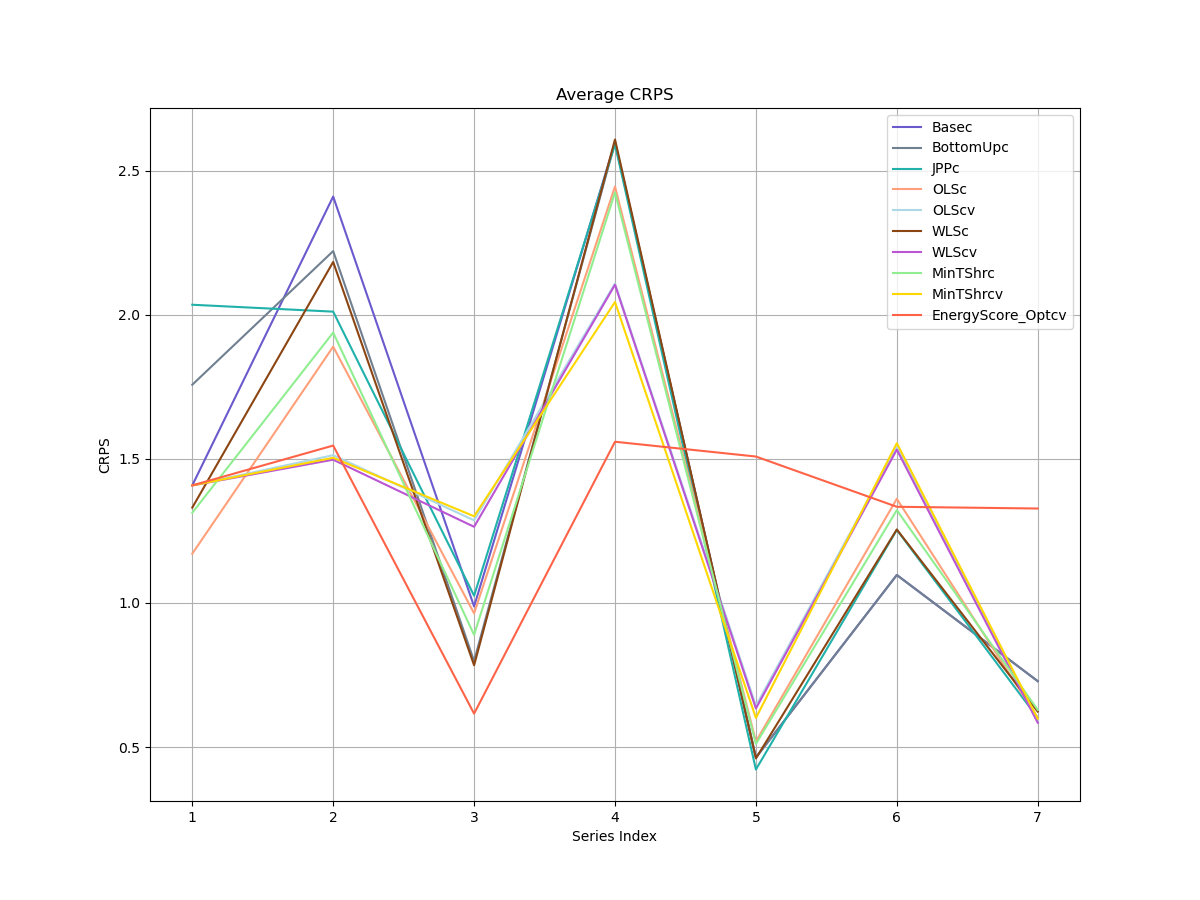 Average CRPS
CRPS
2.5
2.0
1.5
1.0
0.5
1 2 3 4 5 6 7
Series Index
Basec
BottomUpc
JPPc
OLSc
OLScv
WLSc
WLScv
MinTShrc
MinTShrcv
EnergyScore_Optcv